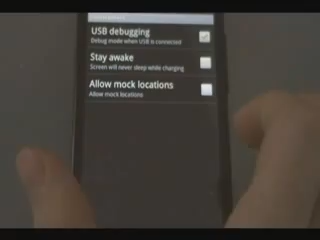 USB debugging
Debug mode when USB is connected
Stay awake
Screen will never sleep while charging
Allow mock locations
Allow mock locations